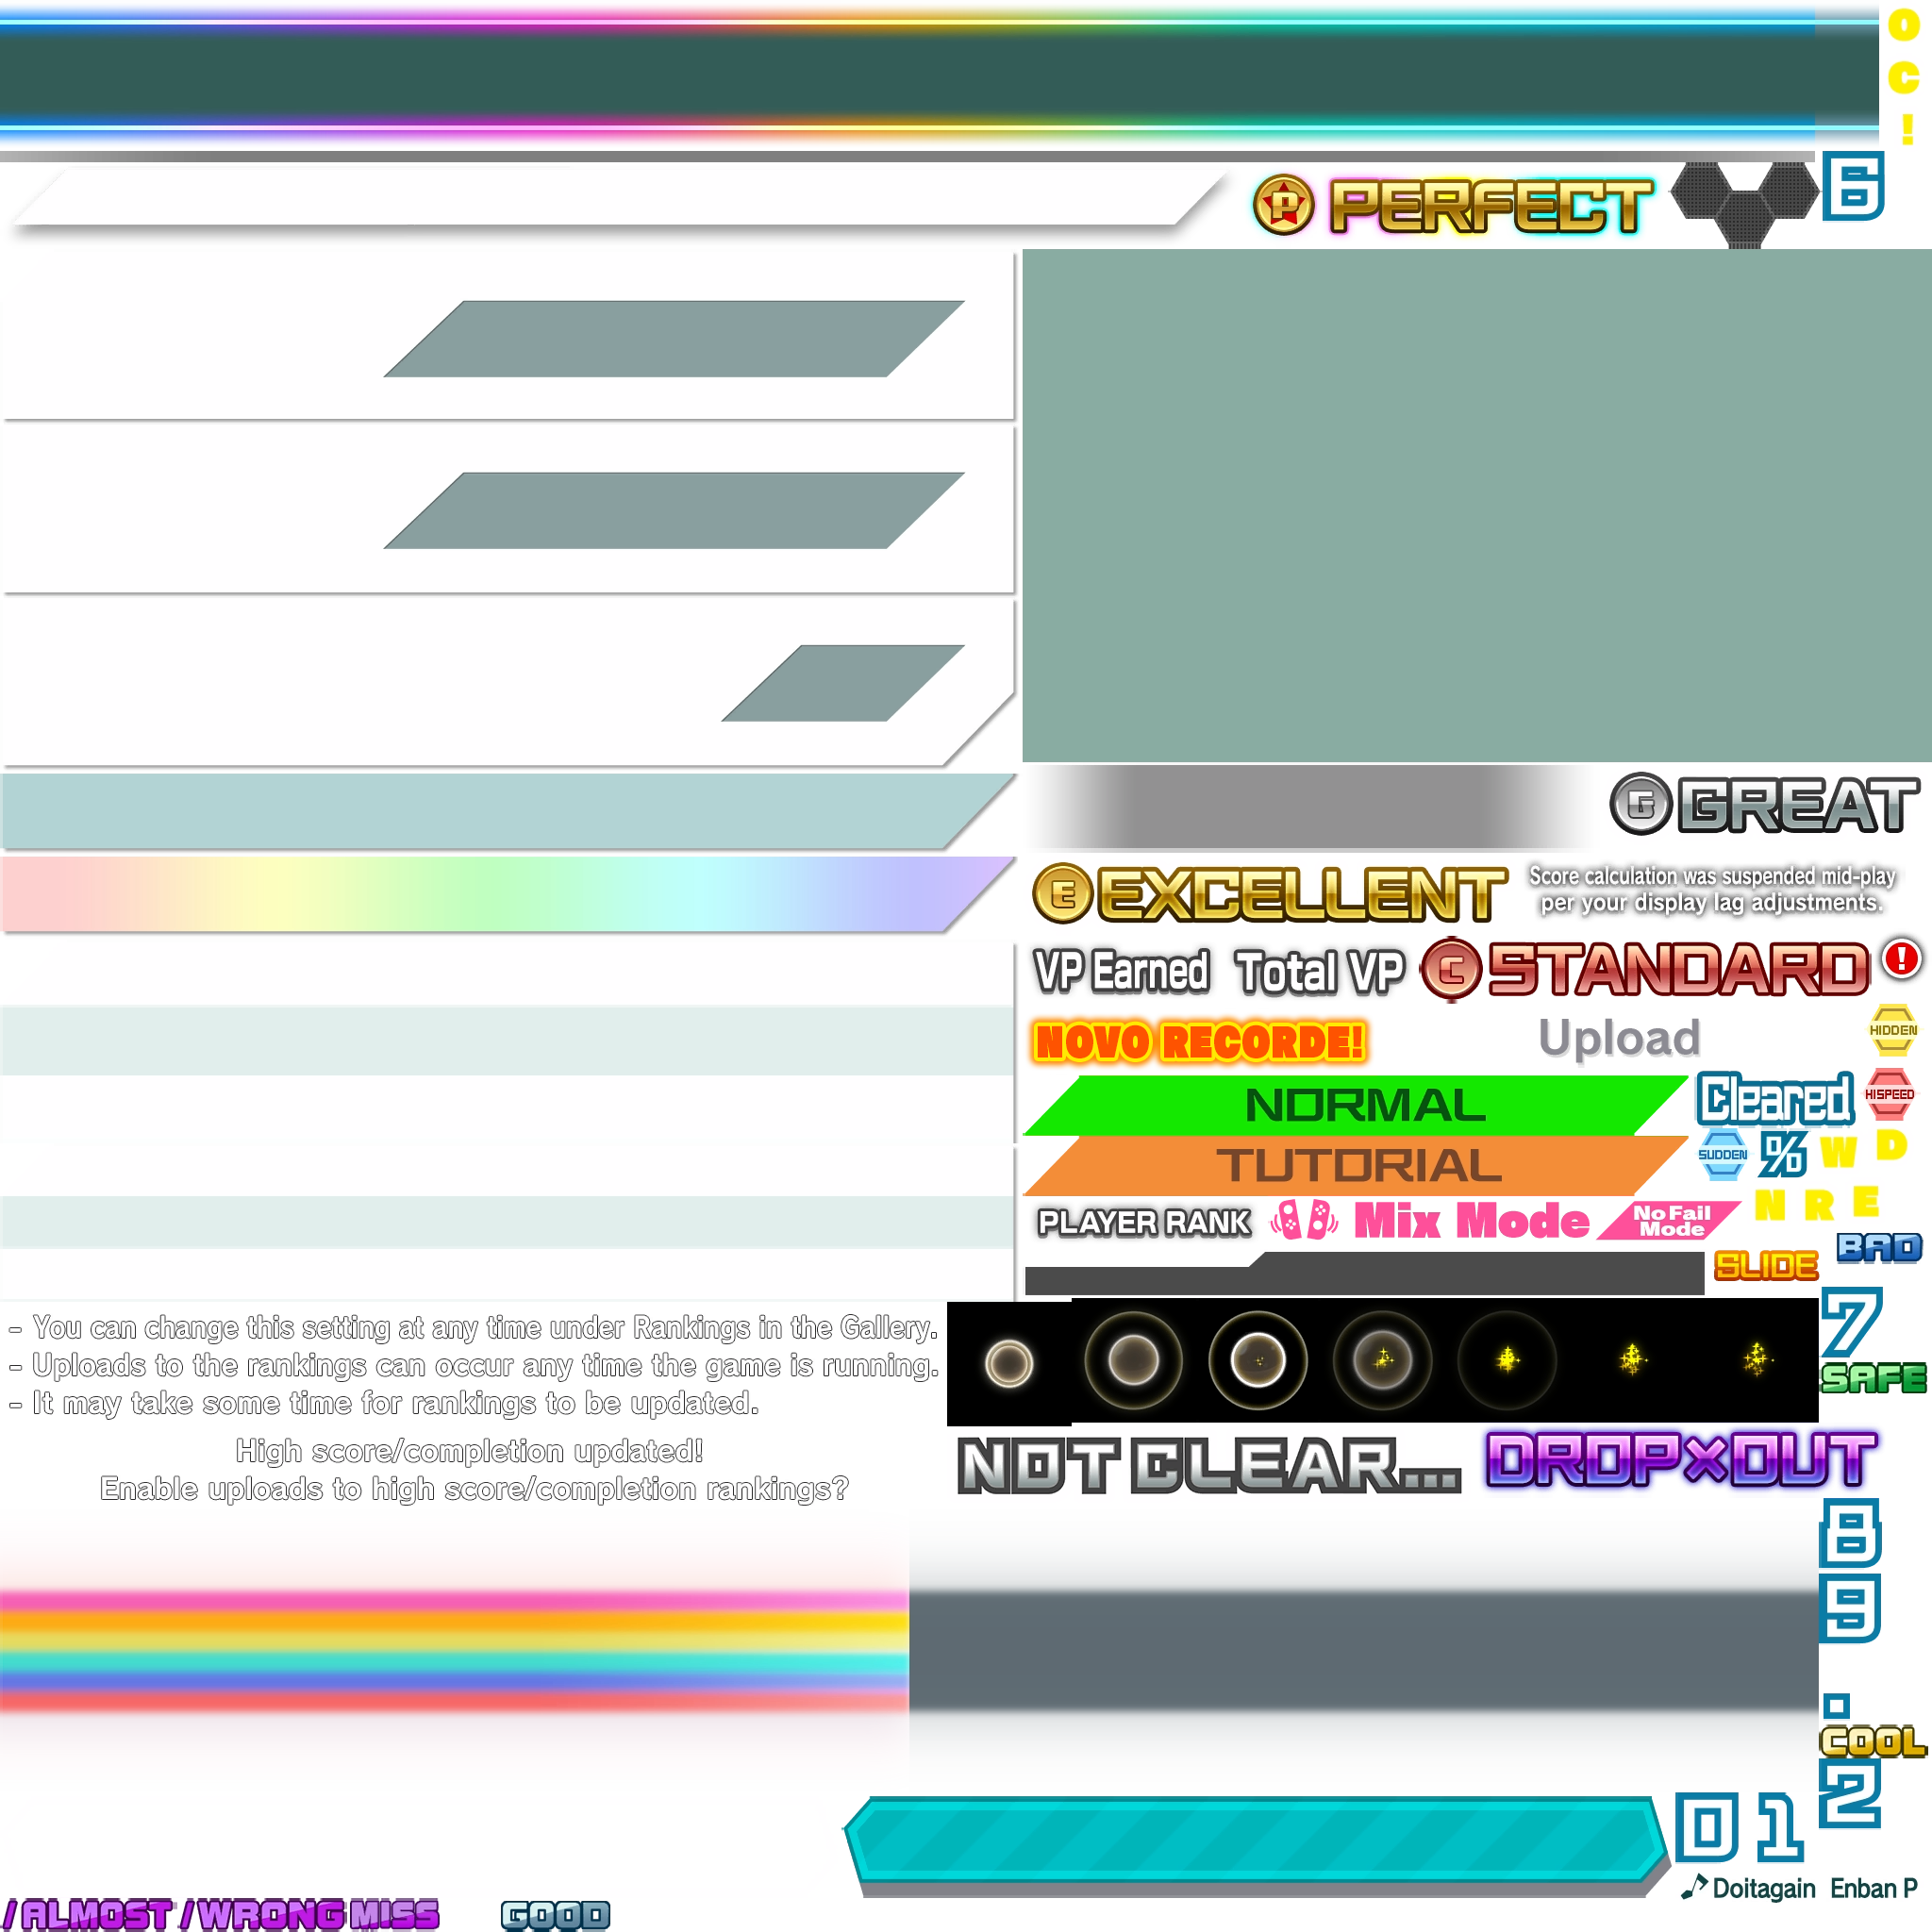 O
C
!
P PERFECT
6
G GREAT
E EXCELLENT
Score calculation was suspended mid-play
per your display lag adjustments.
VP Earned
Total VP
C STANDARD
!
NOVO RECORDE!
Upload
HIDDEN
NORMAL
Cleared
HISPEED
TUTORIAL
SUDDEN
%
W
D
PLAYER RANK
Mix Mode
No Fail
Mode
N
R
E
SLIDE
BAD
- You can change this setting at any time under Rankings in the Gallery.
- Uploads to the rankings can occur any time the game is running.
- It may take some time for rankings to be updated.
7
SAFE
High score/completion updated!
Enable uploads to high score/completion rankings?
NOT CLEAR...
DROP×OUT
8
9
.
COOL
2
0
1
Doitagain
Enban P
/ALMOST
/WRONG
MISS
GOOD